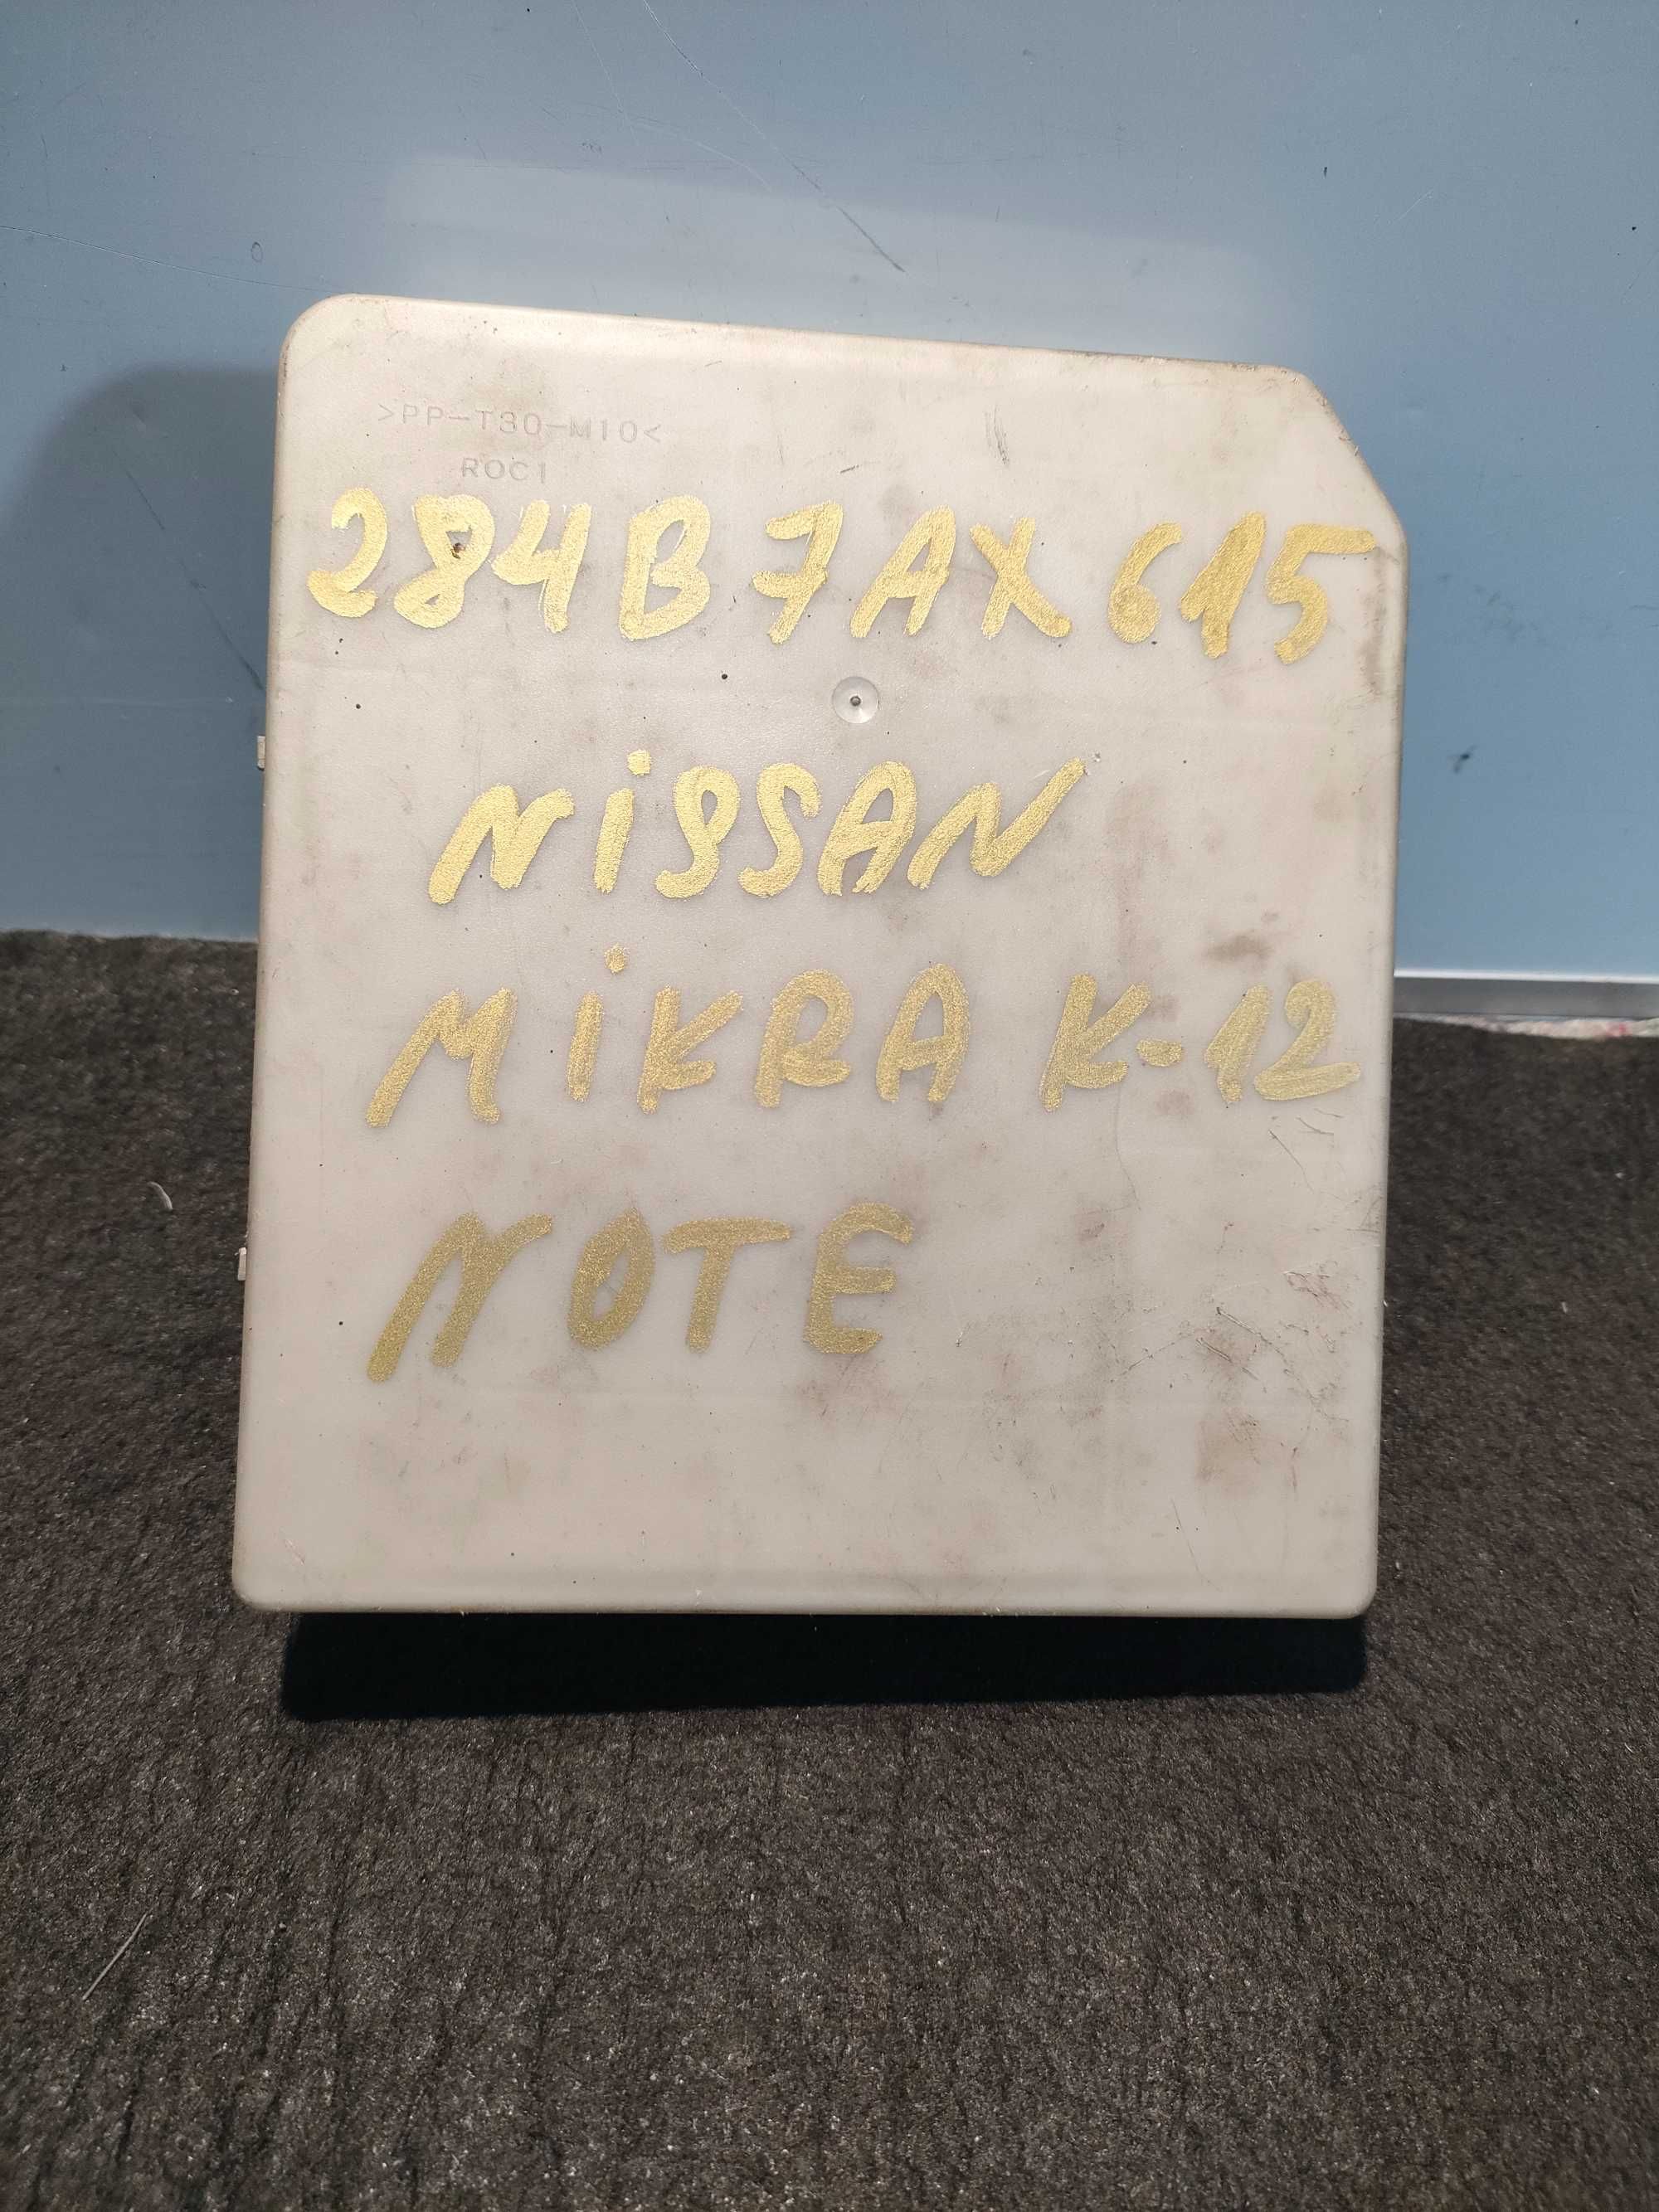 >PP-T30-M10<
ROC1
284B7AX615
NiSSAN
MiKRA K-12
NOTE